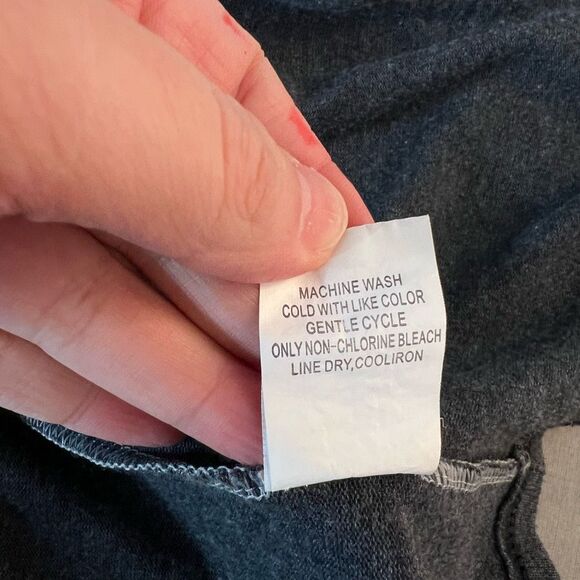 MACHINE WASH
COLD WITH LIKE COLOR
GENTLE CYCLE
ONLY NON-CHLORINE BLEACH
LINE DRY,COOLIRON